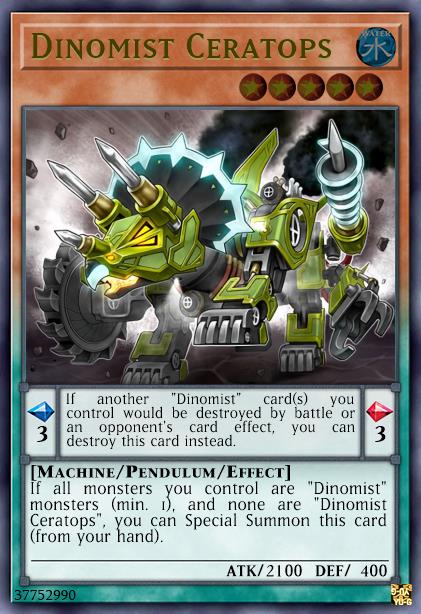 DINOMIST CERATOPS
WATER
水
If another "Dinomist" card(s) you
control would be destroyed by battle or
an opponent's card effect, you can
destroy this card instead.
3
3
[MACHINE/PENDULUM/EFFECT]
If all monsters you control are "Dinomist"
monsters (min. 1), and none are "Dinomist
Ceratops", you can Special Summon this card
(from your hand).
ATK/2100 DEF/ 400
37752990